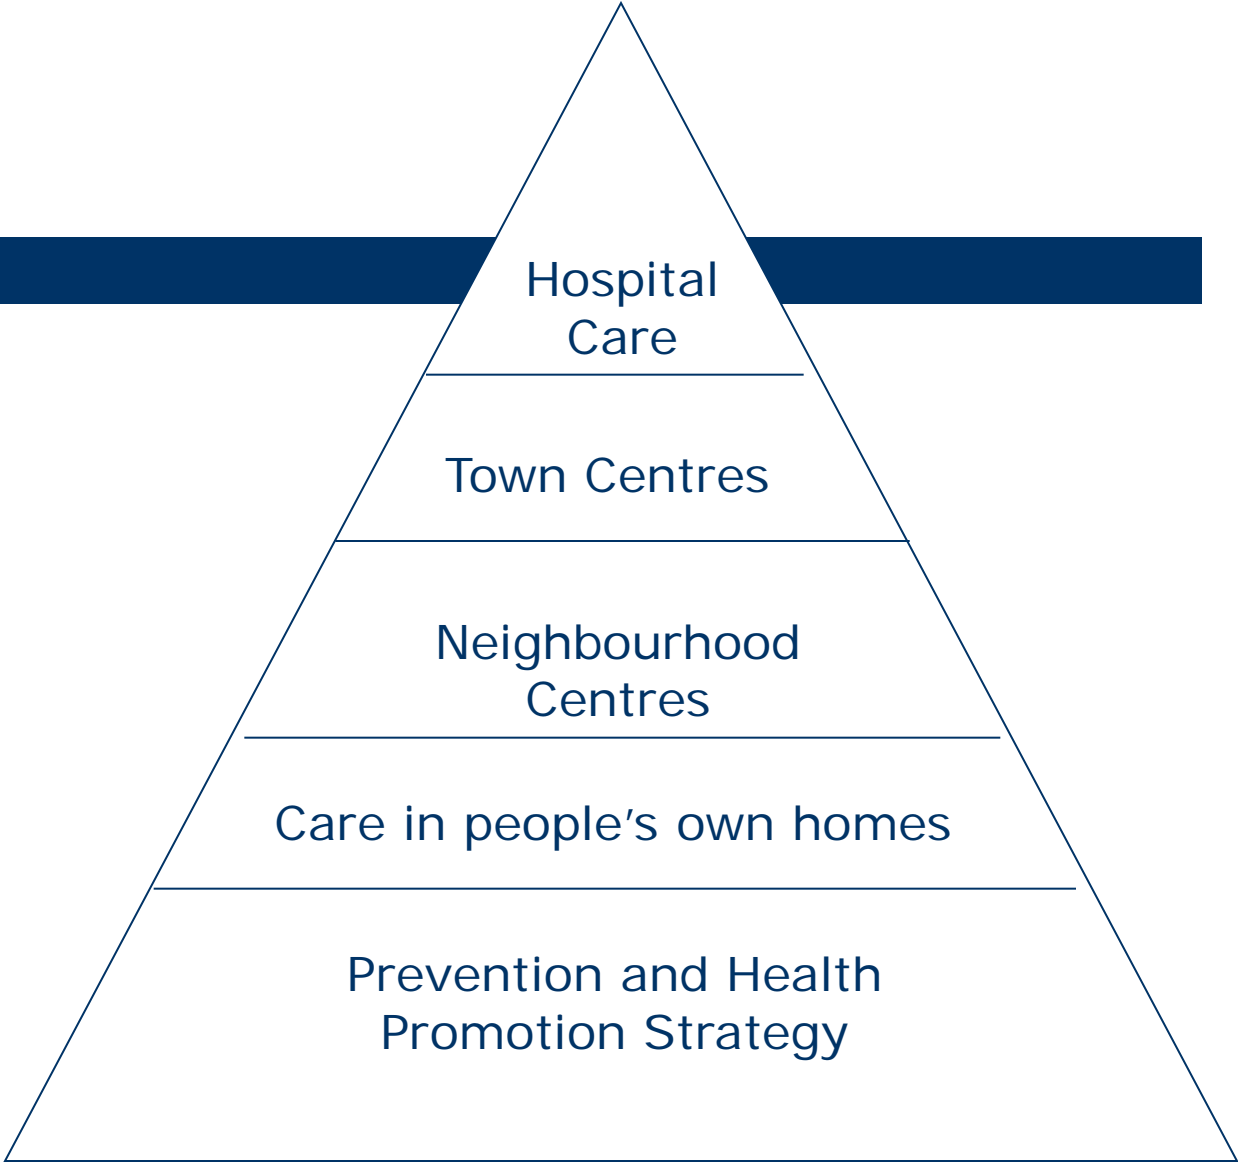 Hospital
Care
Town Centres
Neighbourhood
Centres
Care in people’s own homes
Prevention and Health
Promotion Strategy